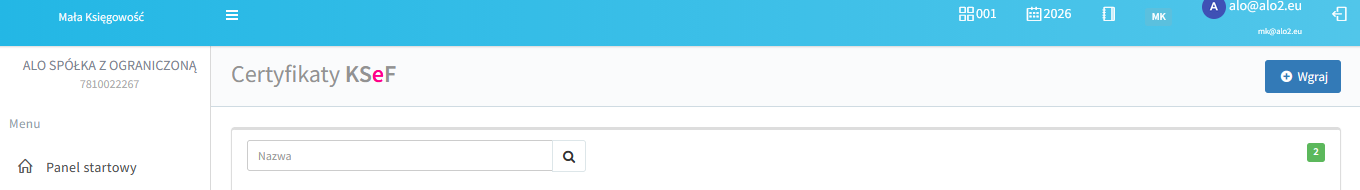 Mała Księgowość
001
2026
MK
A
alo@alo2.eu
mk@alo2.eu
ALO SPÓŁKA Z OGRANICZONĄ
7810022267
Certyfikaty KSeF
Wgraj
Menu
Nazwa
2
Panel startowy